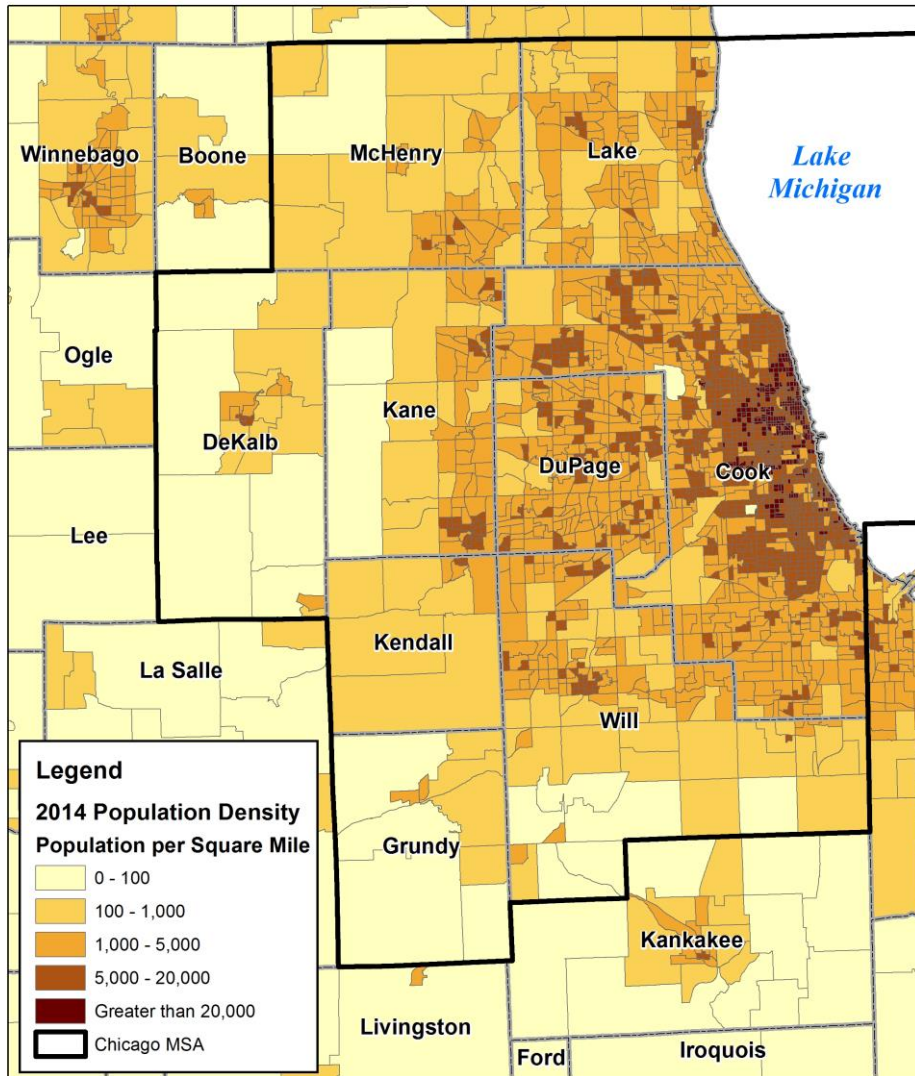 Winnebago
Boone
McHenry
Lake
Lake
Michigan
Ogle
DeKalb
Kane
DuPage
Cook
Lee
La Salle
Kendall
Will
Grundy
Kankakee
Livingston
Ford
Iroquois
Legend
2014 Population Density
Population per Square Mile
0 - 100
100 - 1,000
1,000 - 5,000
5,000 - 20,000
Greater than 20,000
Chicago MSA